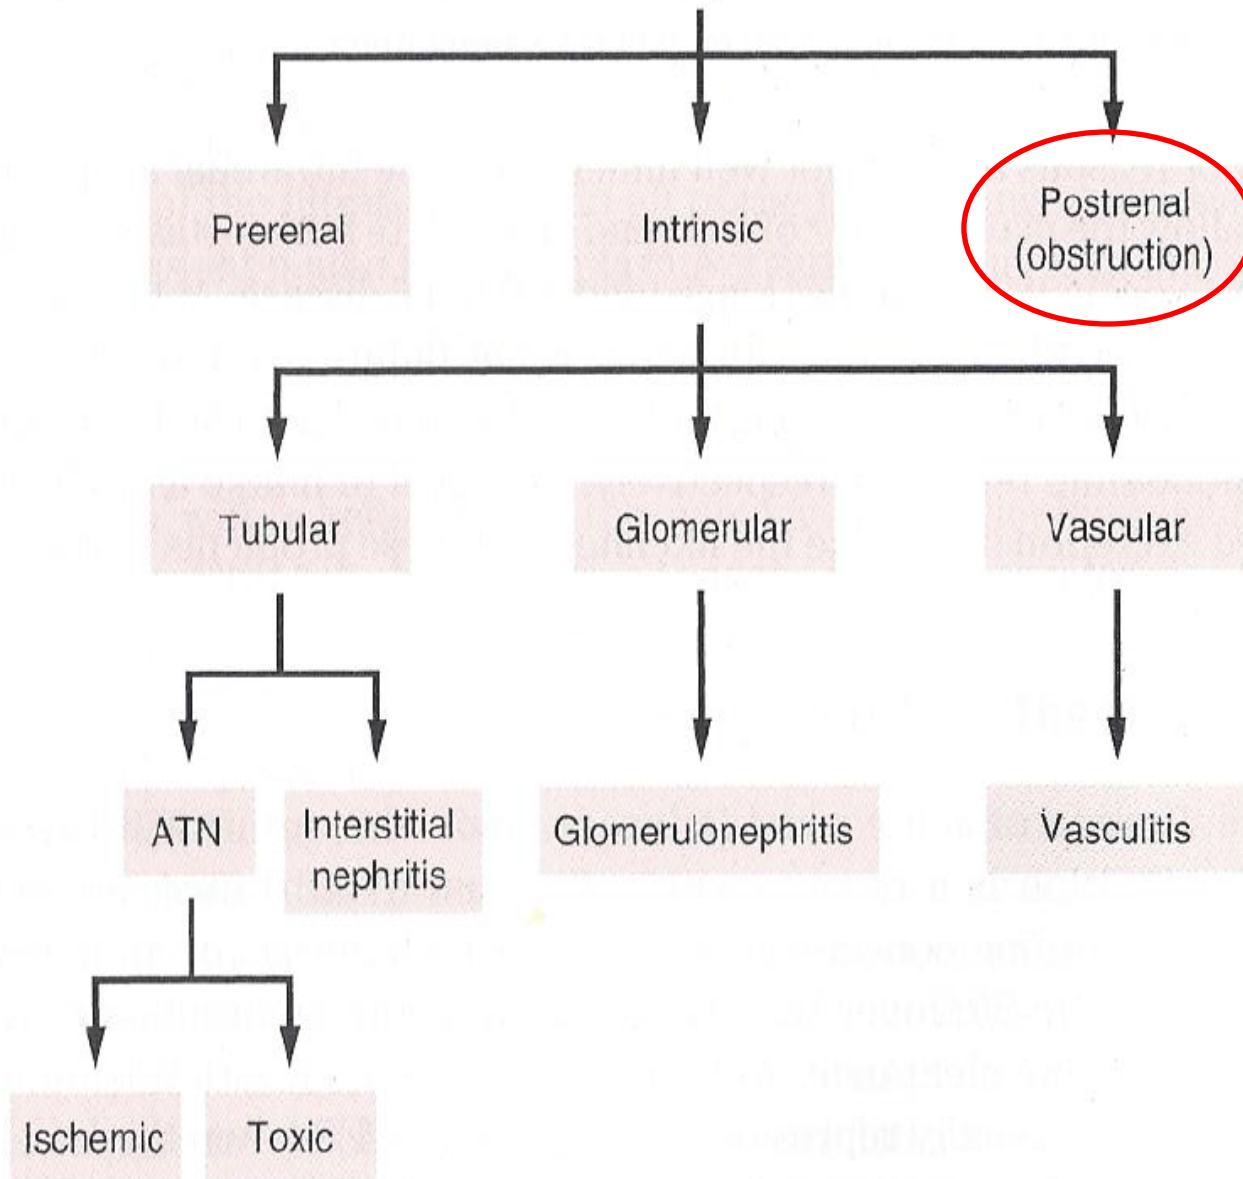 Prerenal
Intrinsic
Postrenal
(obstruction)
Tubular
Glomerular
Vascular
ATN
Interstitial
nephritis
Glomerulonephritis
Vasculitis
Ischemic
Toxic